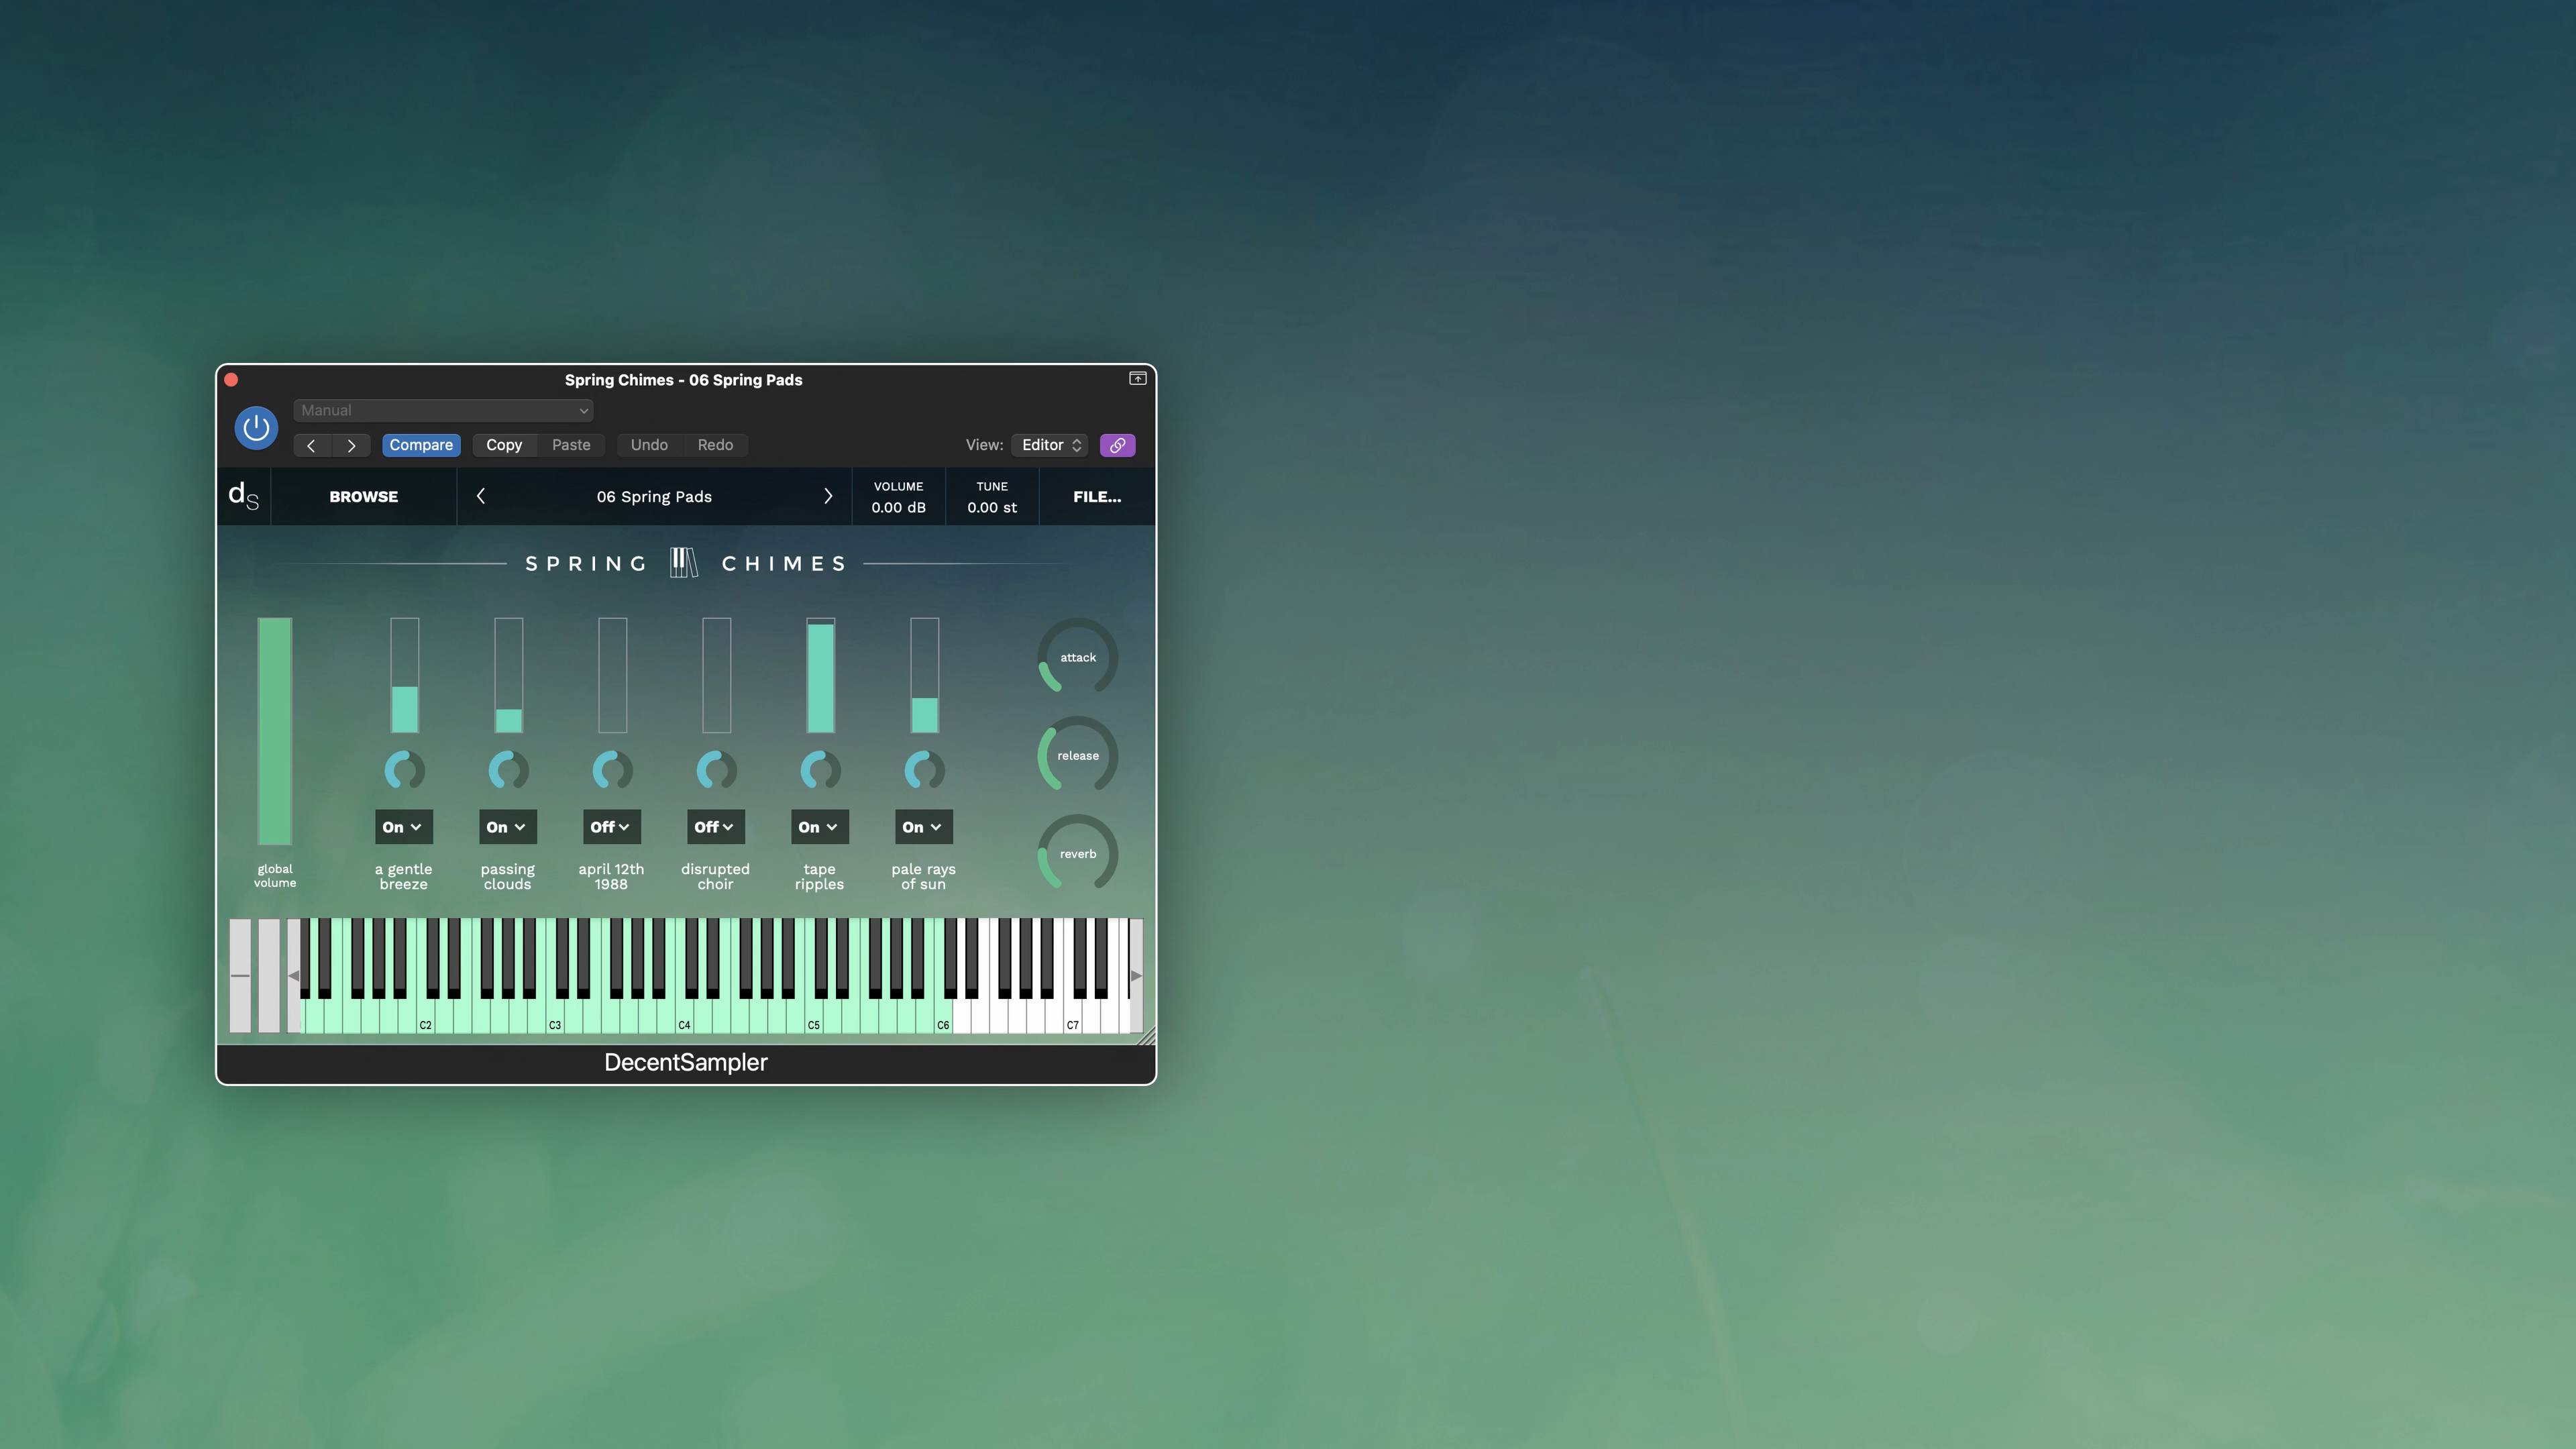 Spring Chimes - 06 Spring Pads
Manual
Compare Copy Paste Undo Redo View: Editor
ds BROWSE 06 Spring Pads VOLUME 0.00 dB TUNE 0.00 st FILE...
SPRING CHIMES
attack
release
reverb
On On Off Off On On
global volume
a gentle breeze
passing clouds
april 12th 1988
disrupted choir
tape ripples
pale rays of sun
C2 C3 C4 C5 C6 C7
DecentSampler